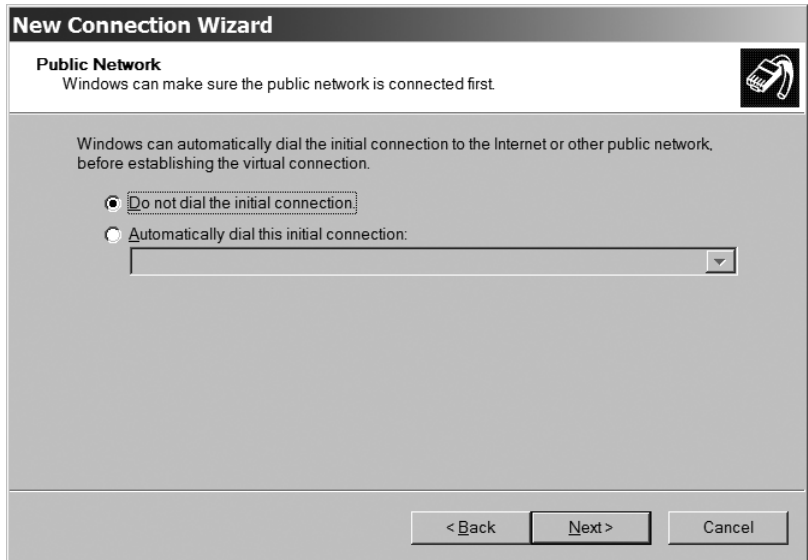 New Connection Wizard
Public Network
Windows can make sure the public network is connected first.
Windows can automatically dial the initial connection to the Internet or other public network,
before establishing the virtual connection.
Do not dial the initial connection.
Automatically dial this initial connection:
< Back
Next >
Cancel